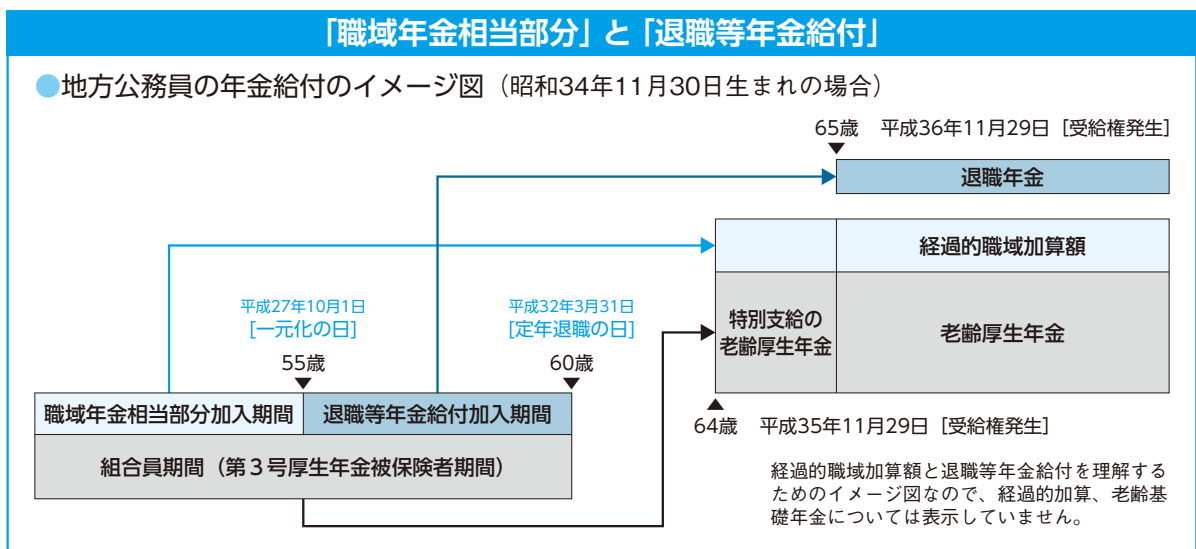 「職域年金相当部分」と「退職等年金給付」
●地方公務員の年金給付のイメージ図（昭和34年11月30日生まれの場合）
65歳　平成36年11月29日［受給権発生］
退職年金
経過的職域加算額
特別支給の
老齢厚生年金
老齢厚生年金
64歳　平成35年11月29日［受給権発生］
平成27年10月1日
［一元化の日］
55歳
平成32年3月31日
［定年退職の日］
60歳
職域年金相当部分加入期間
退職等年金給付加入期間
組合員期間（第３号厚生年金被保険者期間）
経過的職域加算額と退職等年金給付を理解する
ためのイメージ図なので、経過的加算、老齢基
礎年金については表示していません。